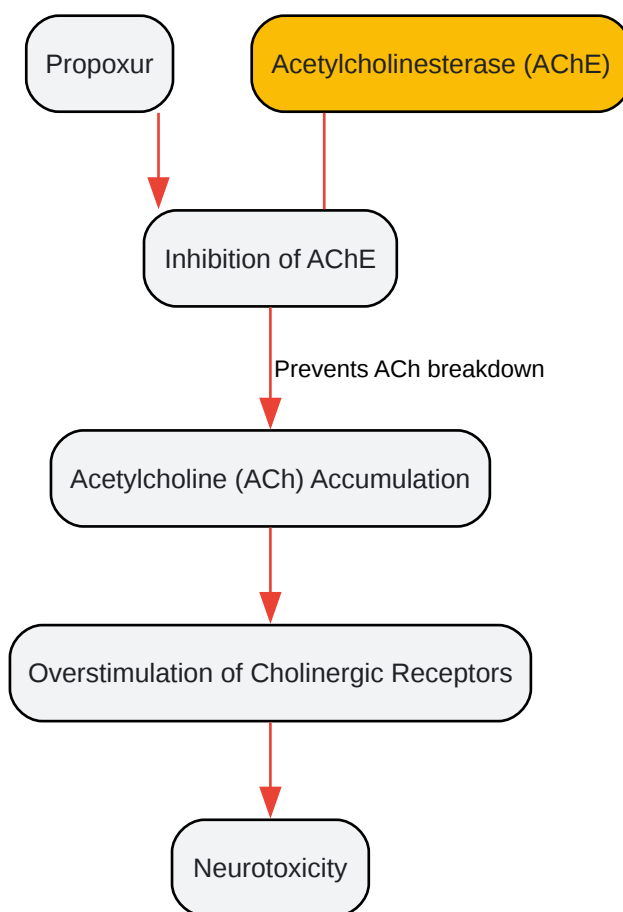 Propoxur
Acetylcholinesterase (AChE)
Inhibition of AChE
Prevents ACh breakdown
Acetylcholine (ACh) Accumulation
Overstimulation of Cholinergic Receptors
Neurotoxicity